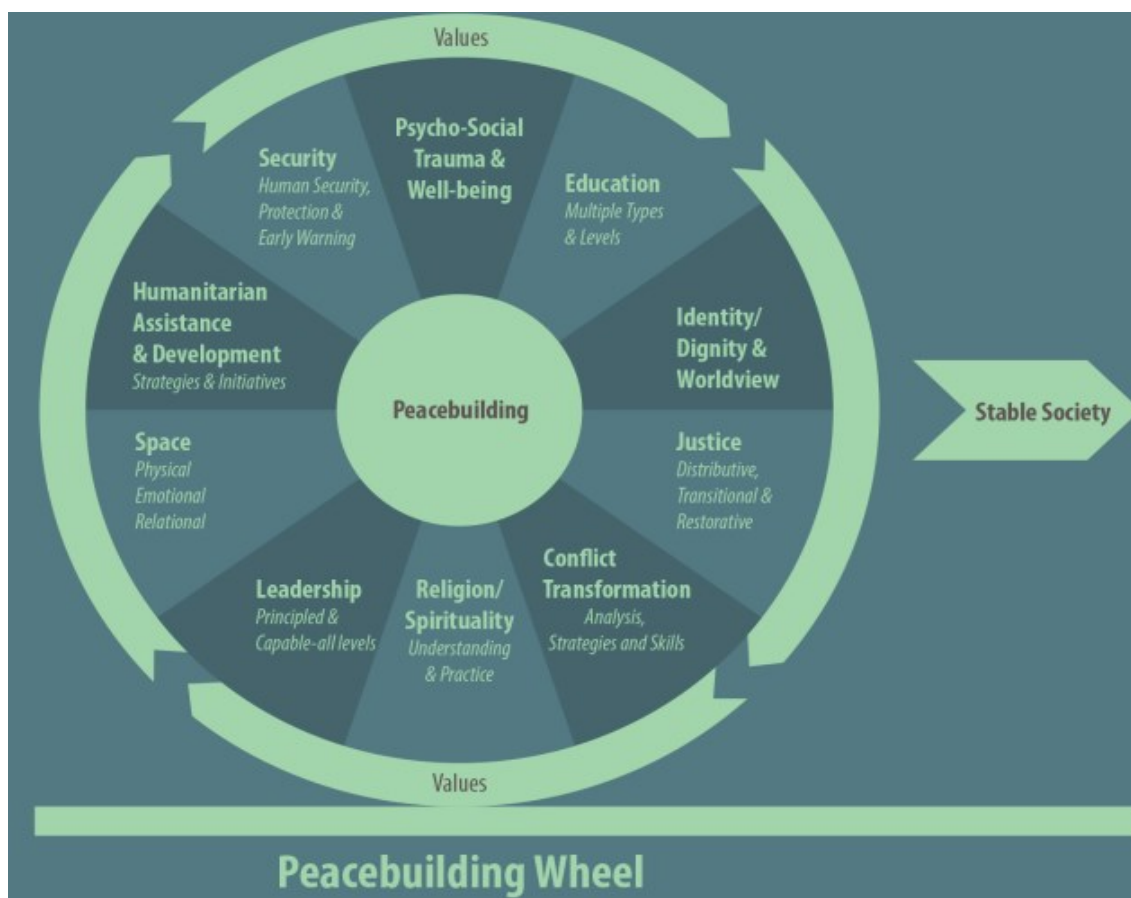 Values
Psycho-Social
Trauma &
Well-being
Education
Multiple Types
& Levels
Identity/
Dignity &
Worldview
Justice
Distributive,
Transitional &
Restorative
Conflict
Transformation
Analysis,
Strategies and Skills
Religion/
Spirituality
Understanding
& Practice
Leadership
Principled &
Capable-all levels
Space
Physical
Emotional
Relational
Humanitarian
Assistance
& Development
Strategies & Initiatives
Security
Human Security,
Protection &
Early Warning
Peacebuilding
Stable Society
Values
Peacebuilding Wheel